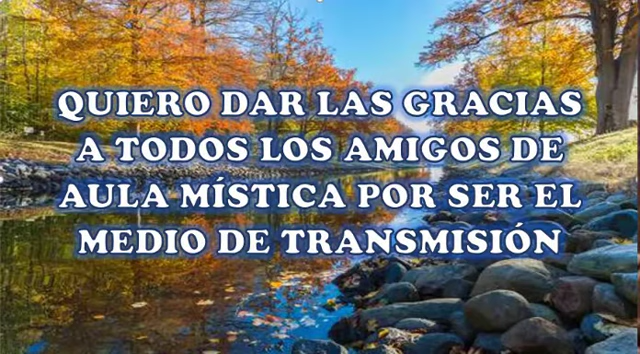 QUIERO DAR LAS GRACIAS
A TODOS LOS AMIGOS DE
AULA MÍSTICA POR SER EL
MEDIO DE TRANSMISIÓN